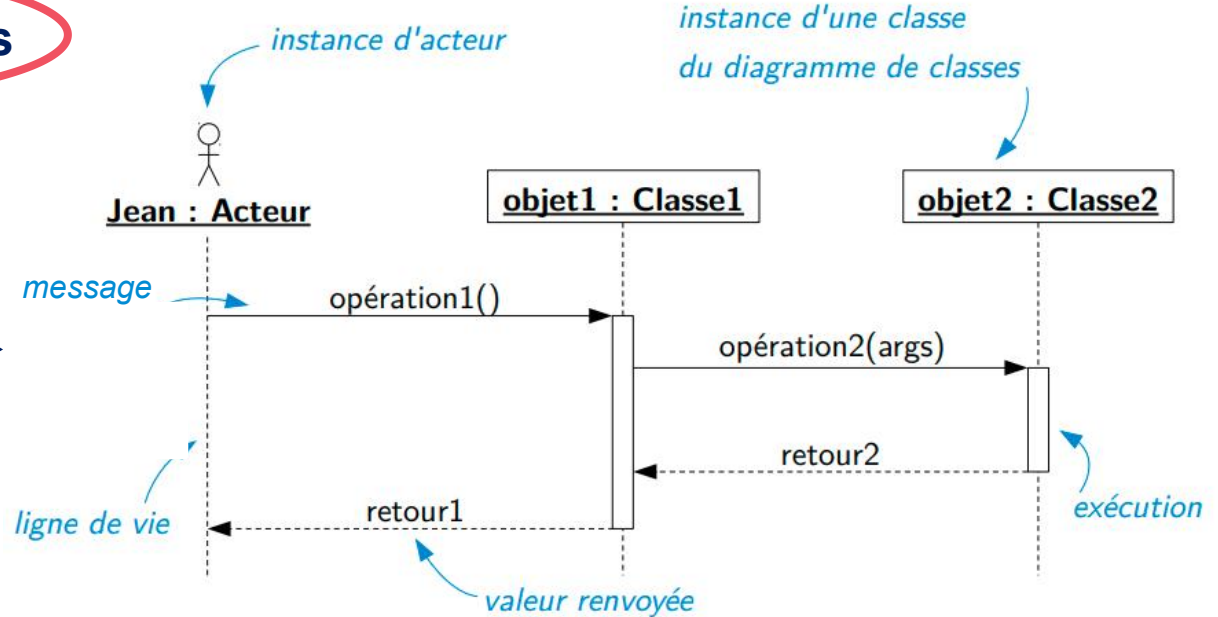 s
instance d'acteur
instance d'une classe
du diagramme de classes
Jean : Acteur
objet1 : Classe1
objet2 : Classe2
message
opération1()
opération2(args)
retour2
retour1
ligne de vie
exécution
valeur renvoyée